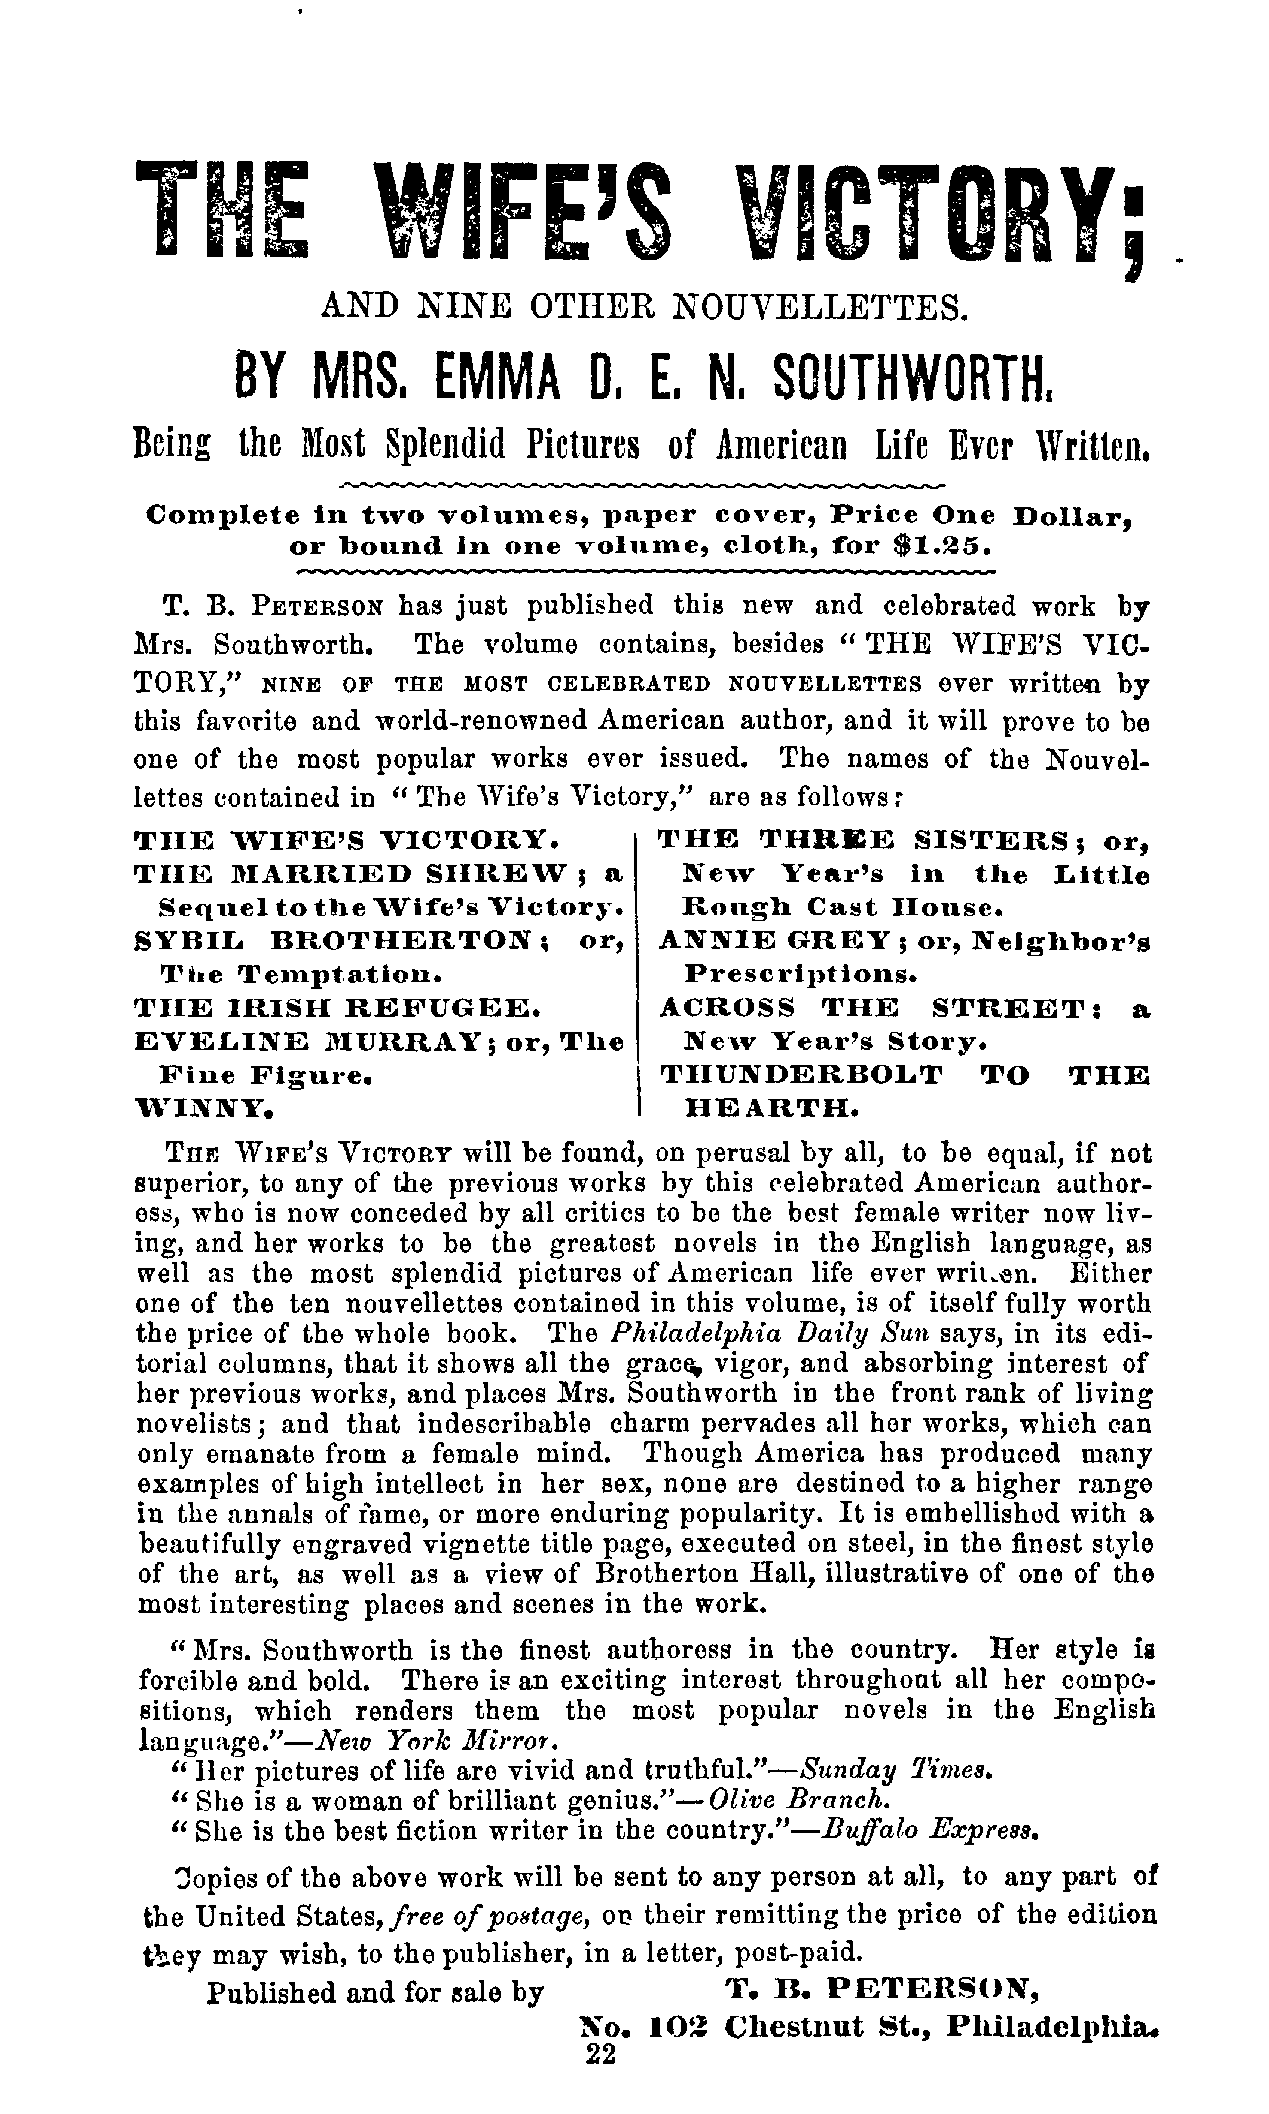 THE WIFE'S VICTORY;
AND NINE OTHER NOUVELLETTES.
BY MRS. EMMA D. E. N. SOUTHWORTH.
Being the Most Splendid Pictures of American Life Ever Written.
Complete in two volumes, paper cover, Price One Dollar,
or bound in one volume, cloth, for $1.25.
T. B. PETERSON has just published this new and celebrated work by
Mrs. Southworth. The volume contains, besides "THE WIFE'S VIC-
TORY," NINE OF THE MOST CELEBRATED NOUVELLETTES ever written by
this favorite and world-renowned American author, and it will prove to be
one of the most popular works ever issued. The names of the Nouvel-
lettes contained in "The Wife's Victory," are as follows:
THE WIFE'S VICTORY.
THE MARRIED SHREW; a
Sequel to the Wife's Victory.
SYBIL BROTHERTON; or,
The Temptation.
THE IRISH REFUGEE.
EVELINE MURRAY; or, The
Fine Figure.
WINNY.
THE THREE SISTERS; or,
New Year's in the Little
Rough Cast House.
ANNIE GREY; or, Neighbor's
Prescriptions.
ACROSS THE STREET: a
New Year's Story.
THUNDERBOLT TO THE
HEARTH.
THE WIFE'S VICTORY will be found, on perusal by all, to be equal, if not
superior, to any of the previous works by this celebrated American author-
ess, who is now conceded by all critics to be the best female writer now liv-
ing, and her works to be the greatest novels in the English language, as
well as the most splendid pictures of American life ever written. Either
one of the ten nouvellettes contained in this volume, is of itself fully worth
the price of the whole book. The Philadelphia Daily Sun says, in its edi-
torial columns, that it shows all the grace, vigor, and absorbing interest of
her previous works, and places Mrs. Southworth in the front rank of living
novelists; and that indescribable charm pervades all her works, which can
only emanate from a female mind. Though America has produced many
examples of high intellect in her sex, none are destined to a higher range
in the annals of fame, or more enduring popularity. It is embellished with a
beautifully engraved vignette title page, executed on steel, in the finest style
of the art, as well as a view of Brotherton Hall, illustrative of one of the
most interesting places and scenes in the work.
"Mrs. Southworth is the finest authoress in the country. Her style is
forcible and bold. There is an exciting interest throughout all her compo-
sitions, which renders them the most popular novels in the English
language."—New York Mirror.
"Her pictures of life are vivid and truthful."—Sunday Times.
"She is a woman of brilliant genius."—Olive Branch.
"She is the best fiction writer in the country."—Buffalo Express.
Copies of the above work will be sent to any person at all, to any part of
the United States, free of postage, on their remitting the price of the edition
they may wish, to the publisher, in a letter, post-paid.
Published and for sale by T. B. PETERSON,
No. 102 Chestnut St., Philadelphia.
22